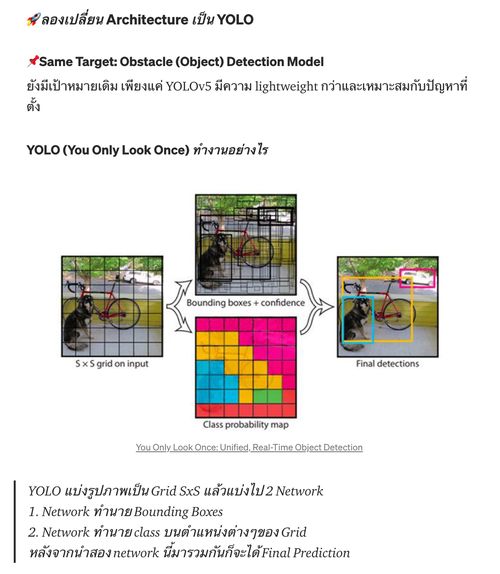 🚀ลองเปลี่ยน Architecture เป็น YOLO
📌Same Target: Obstacle (Object) Detection Model
ยังมีเป้าหมายเดิม เพียงแค่ YOLOv5 มีความ lightweight กว่าและเหมาะสมกับปัญหาที่
ตั้ง
YOLO (You Only Look Once) ทำงานอย่างไร
S × S grid on input
Bounding boxes + confidence
Class probability map
Final detections
You Only Look Once: Unified, Real-Time Object Detection
YOLO แบ่งรูปภาพเป็น Grid SxS แล้วแบ่งไป 2 Network
1. Network ทำนาย Bounding Boxes
2. Network ทำนาย class บนตำแหน่งต่างๆของ Grid
หลังจากนำสอง network นี้มารวมกันก็จะได้ Final Prediction